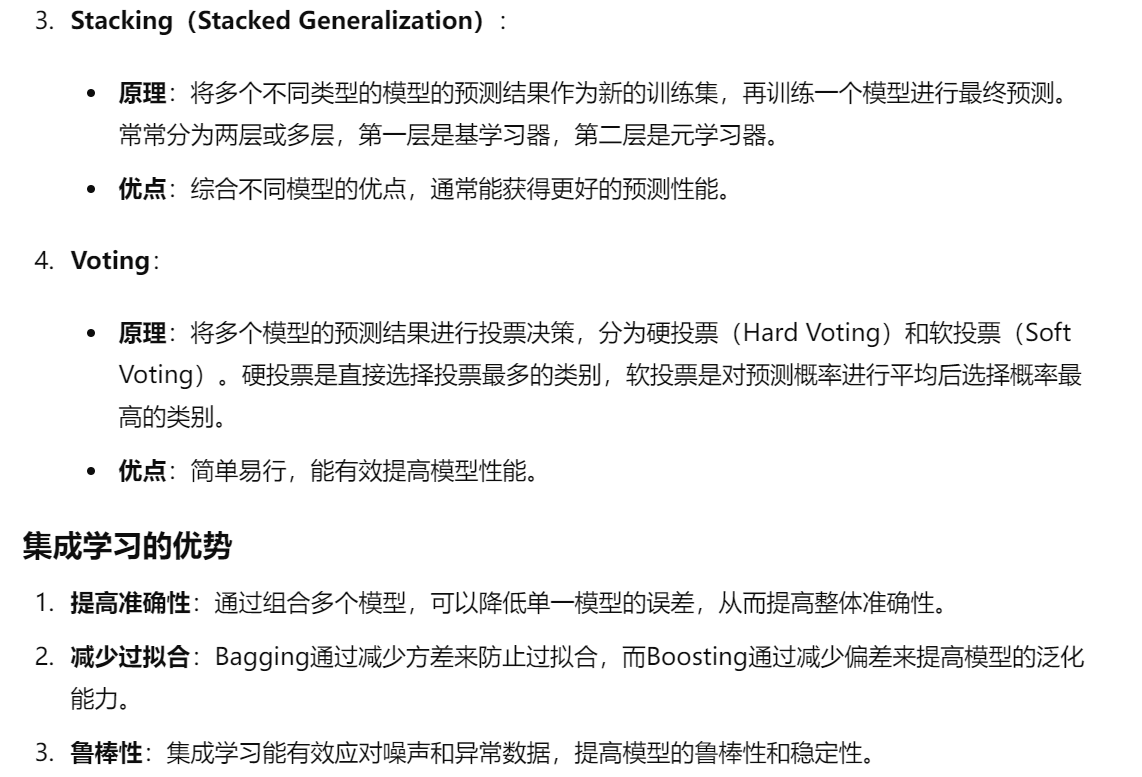 3. Stacking（Stacked Generalization）：
• 原理：将多个不同类型的模型的预测结果作为新的训练集，再训练一个模型进行最终预测。
常常分为两层或多层，第一层是基学习器，第二层是元学习器。
• 优点：综合不同模型的优点，通常能获得更好的预测性能。
4. Voting：
• 原理：将多个模型的预测结果进行投票决策，分为硬投票（Hard Voting）和软投票（Soft
Voting）。硬投票是直接选择投票最多的类别，软投票是对预测概率进行平均后选择概率最
高的类别。
• 优点：简单易行，能有效提高模型性能。
集成学习的优势
1. 提高准确性：通过组合多个模型，可以降低单一模型的误差，从而提高整体准确性。
2. 减少过拟合：Bagging通过减少方差来防止过拟合，而Boosting通过减少偏差来提高模型的泛化
能力。
3. 鲁棒性：集成学习能有效应对噪声和异常数据，提高模型的鲁棒性和稳定性。